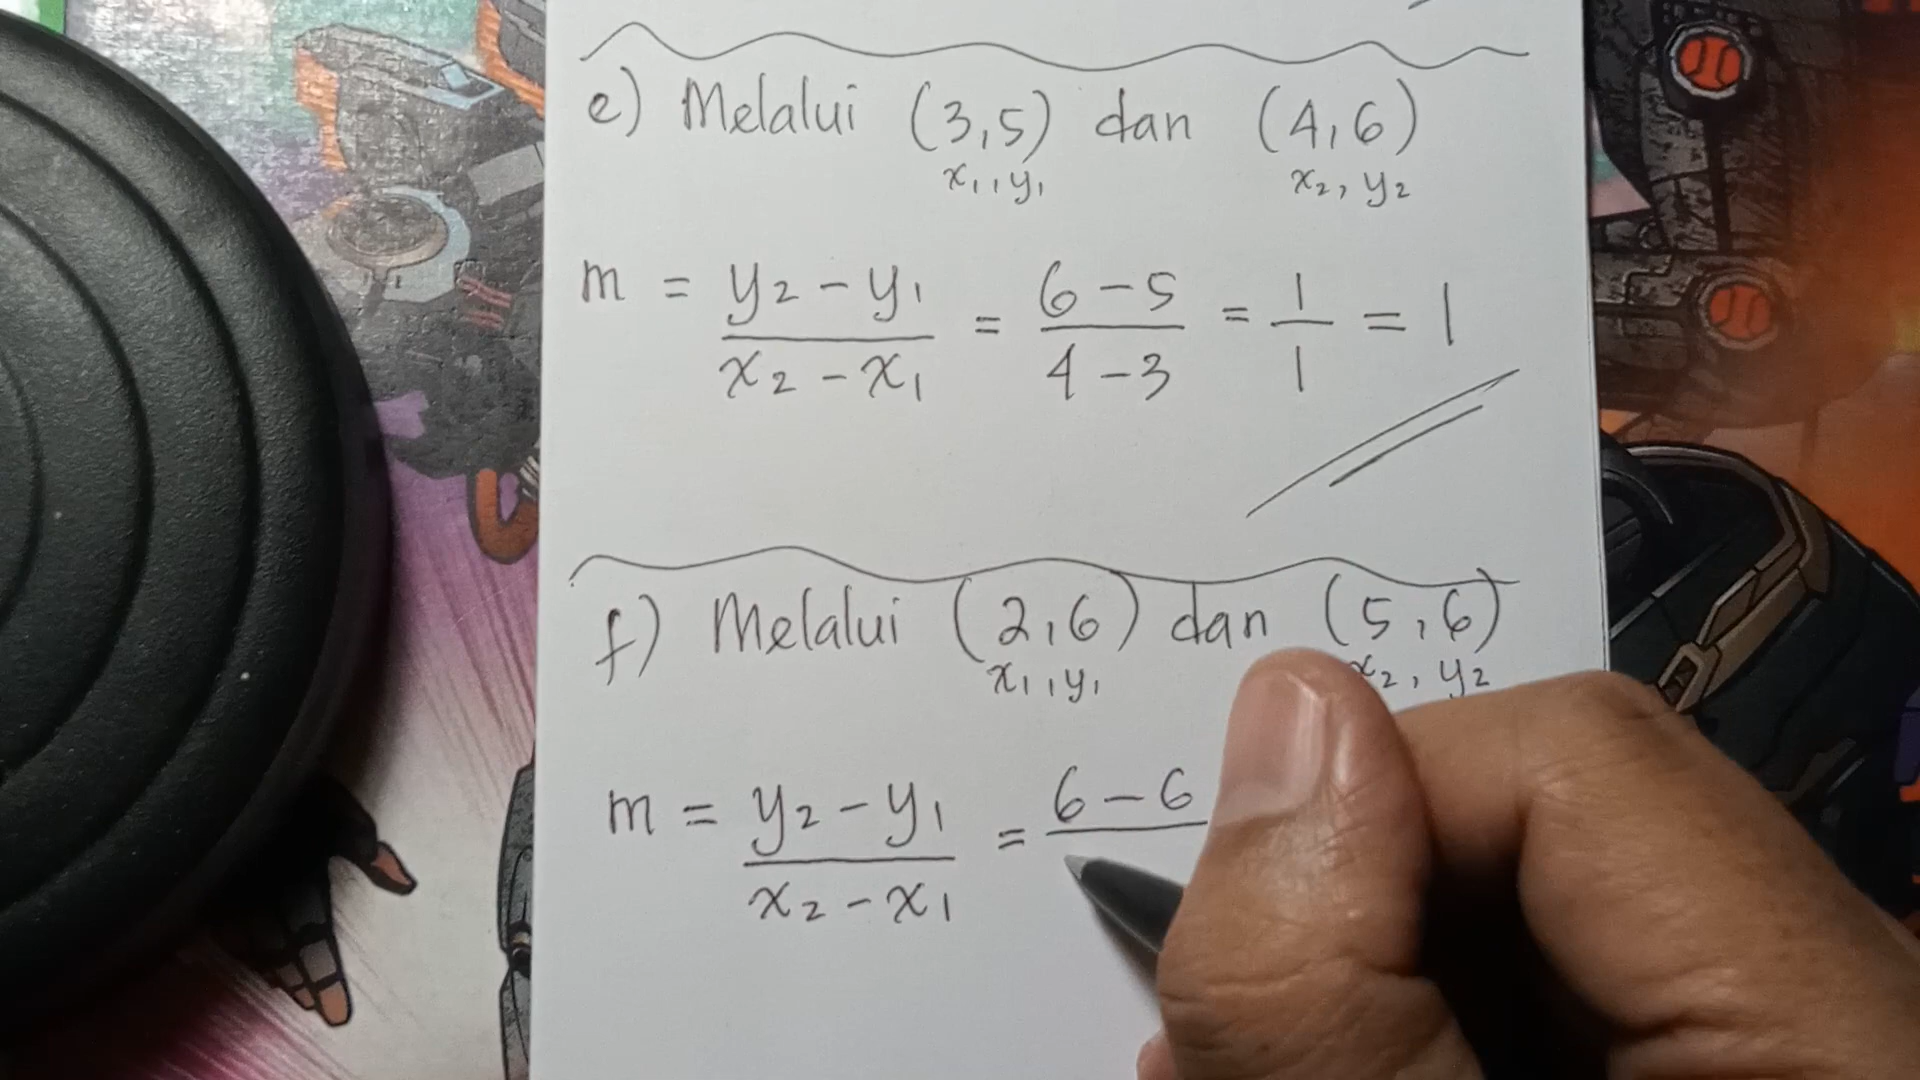 e) Melalui (3,5) dan (4,6)
x₁,y₁ x₂,y₂
m = y₂-y₁/x₂-x₁ = 6-5/4-3 = 1/1 = 1
f) Melalui (2,6) dan (5,6)
x₁,y₁ x₂,y₂
m = y₂-y₁/x₂-x₁ = 6-6